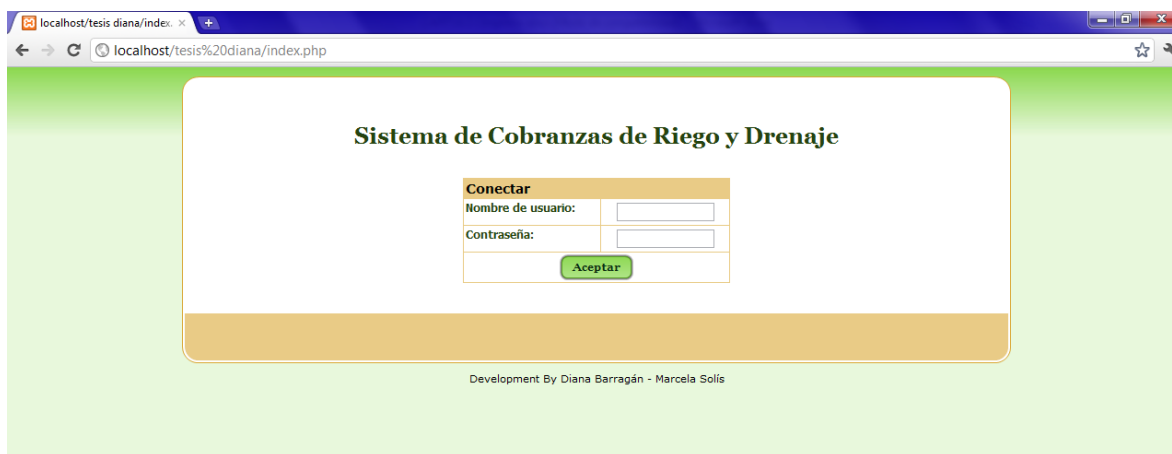 localhost/tesis diana/index.
localhost/tesis%20diana/index.php
Sistema de Cobranzas de Riego y Drenaje
Conectar
Nombre de usuario:
Contraseña:
Aceptar
Development By Diana Barragán - Marcela Solís